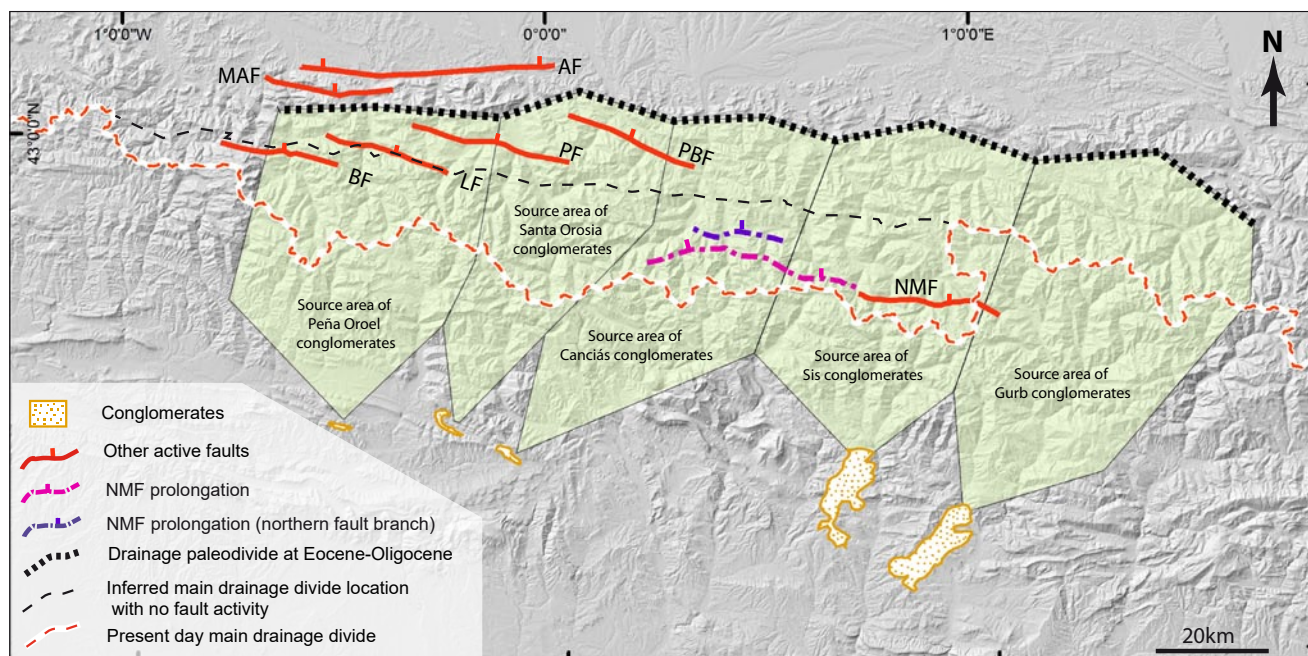 1°0'0"W
0°0'0"
1°0'0"E
N
43°0'0"N
MAF
AF
BF
LF
PF
PBF
NMF
Source area of
Santa Orosia
conglomerates
Source area of
Peña Oroel
conglomerates
Source area of
Canciás conglomerates
Source area of
Sis conglomerates
Source area of
Gurb conglomerates
Conglomerates
Other active faults
NMF prolongation
NMF prolongation (northern fault branch)
Drainage paleodivide at Eocene-Oligocene
Inferred main drainage divide location
with no fault activity
Present day main drainage divide
20km